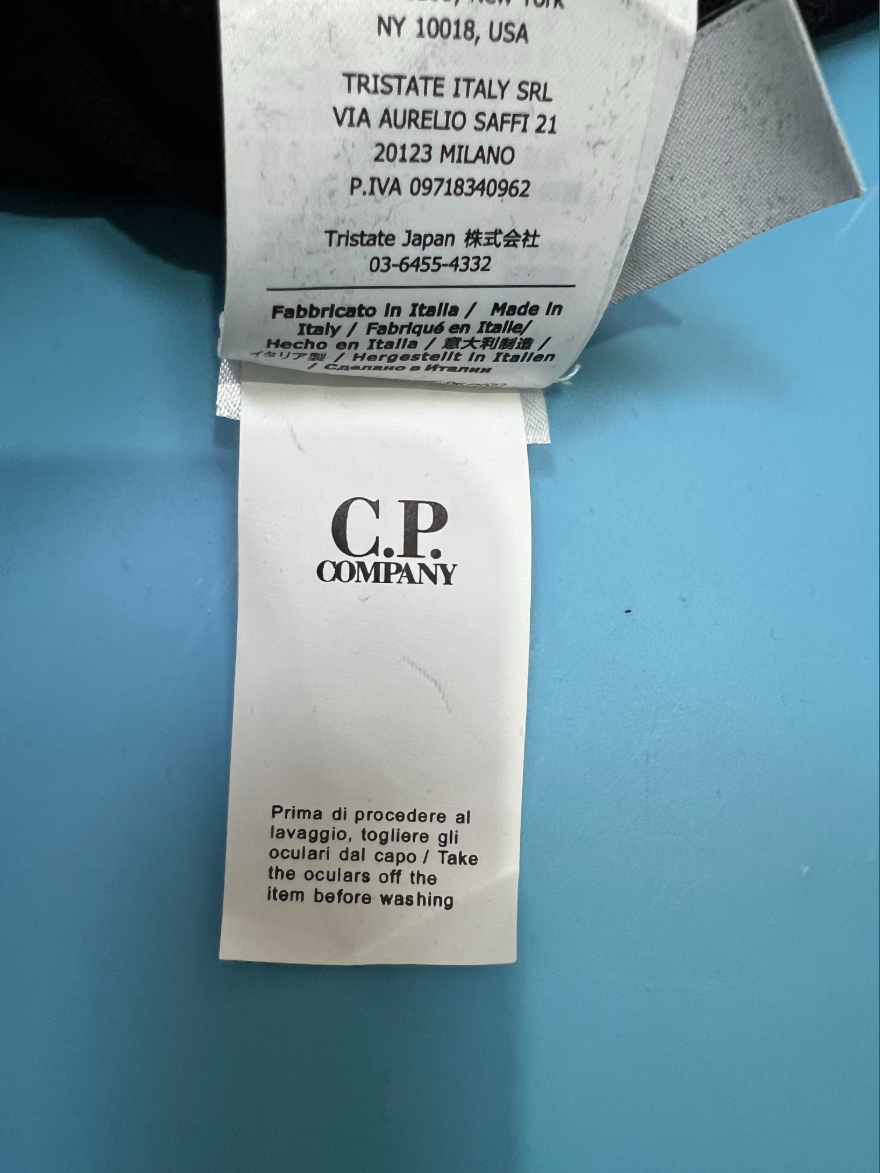 New York
NY 10018, USA
TRISTATE ITALY SRL
VIA AURELIO SAFFI 21
20123 MILANO
P.IVA 09718340962
Tristate Japan 株式会社
03-6455-4332
Fabbricato in Italia / Made in
Italy / Fabriqué en Italie/
Hecho en Italia / 意大利制造 /
イタリア製 / Hergestellt in Italien
/ Сделано в Италии
C.P.
COMPANY
Prima di procedere al
lavaggio, togliere gli
oculari dal capo / Take
the oculars off the
item before washing